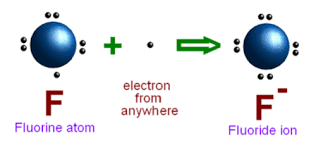 +
electron
from
anywhere
F
Fluorine atom
F-
Fluoride ion